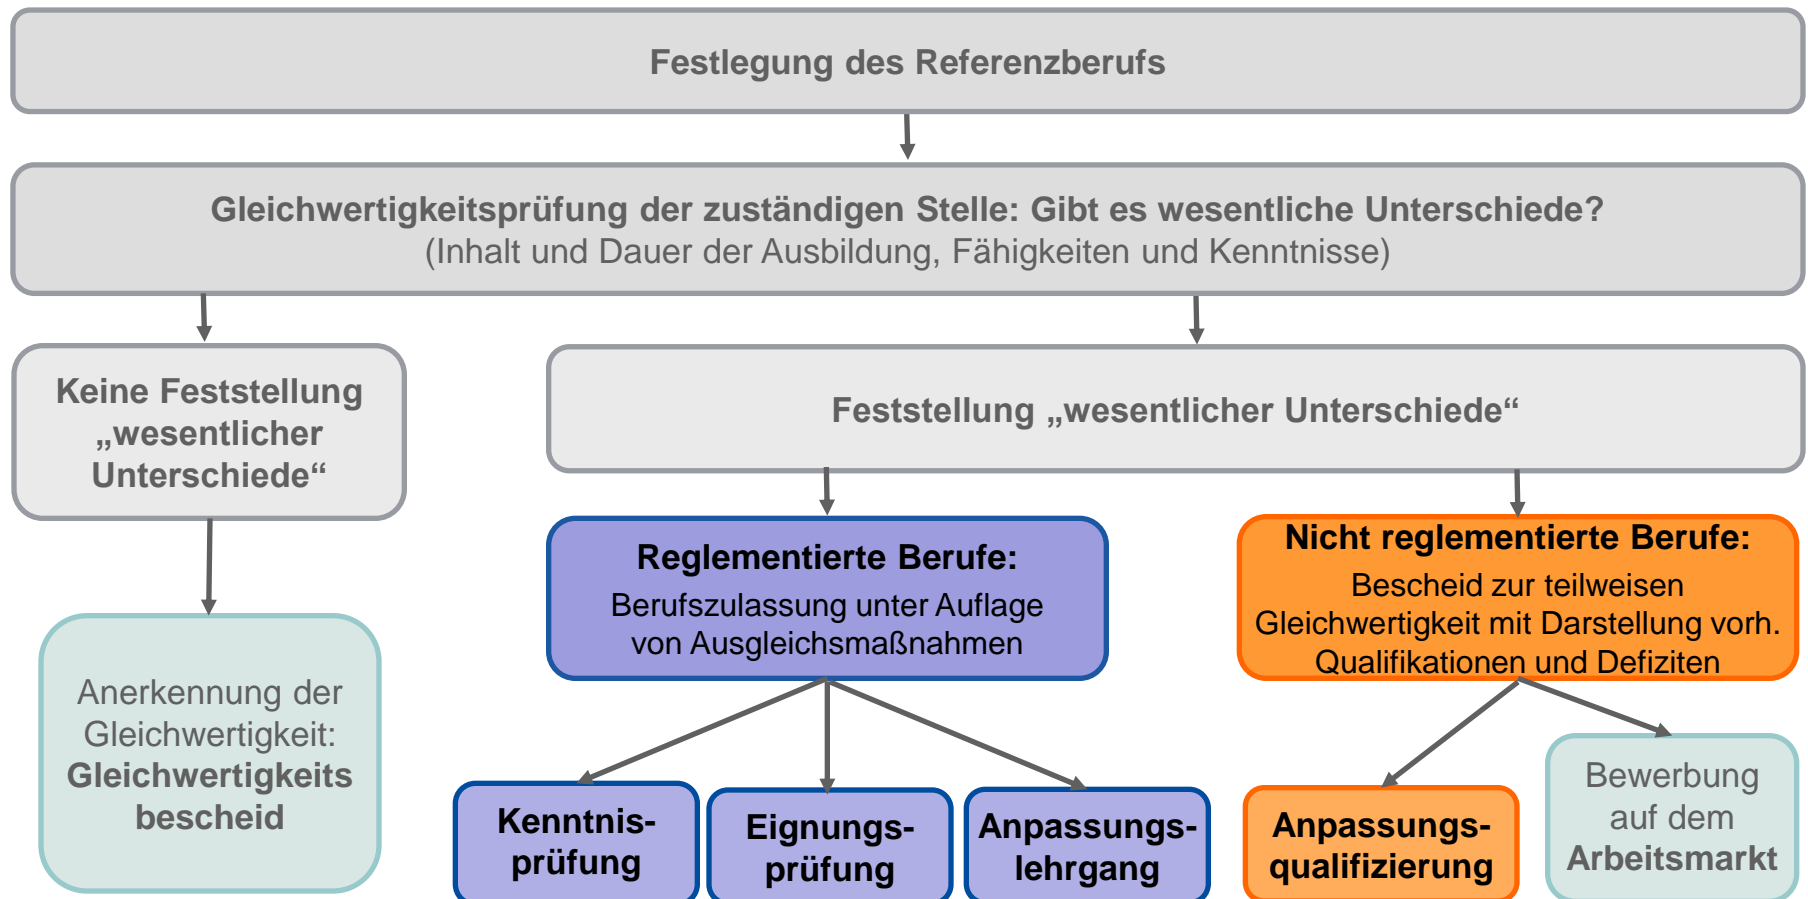 Festlegung des Referenzberufs
Gleichwertigkeitsprüfung der zuständigen Stelle: Gibt es wesentliche Unterschiede?
(Inhalt und Dauer der Ausbildung, Fähigkeiten und Kenntnisse)
Keine Feststellung
„wesentlicher
Unterschiede“
Feststellung „wesentlicher Unterschiede“
Reglementierte Berufe:
Berufszulassung unter Auflage
von Ausgleichsmaßnahmen
Nicht reglementierte Berufe:
Bescheid zur teilweisen
Gleichwertigkeit mit Darstellung vorh.
Qualifikationen und Defiziten
Anerkennung der
Gleichwertigkeit:
Gleichwertigkeits
bescheid
Kenntnis-
prüfung
Eignungs-
prüfung
Anpassungs-
lehrgang
Anpassungs-
qualifizierung
Bewerbung
auf dem
Arbeitsmarkt